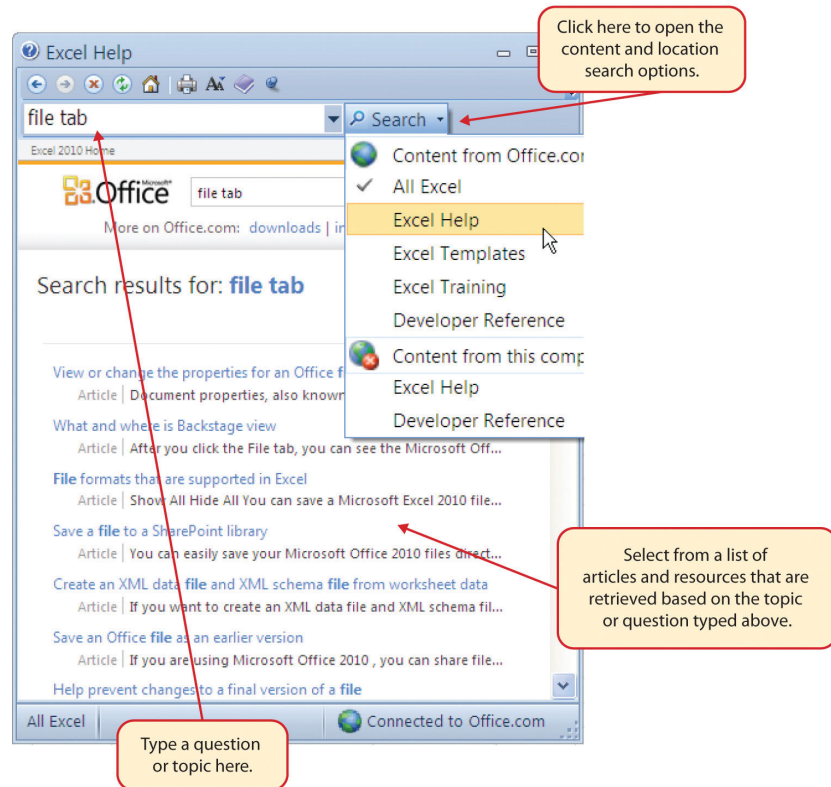 Click here to open the
content and location
search options.
Excel Help
file tab
Search
Excel 2010 Home
Content from Office.com
All Excel
Microsoft
Office
file tab
Excel Help
More on Office.com: downloads | in
Excel Templates
Search results for: file tab
Excel Training
Developer Reference
Content from this comp
View or change the properties for an Office f
Excel Help
Article | Document properties, also known
Developer Reference
What and where is Backstage view
Article | After you click the File tab, you can see the Microsoft Off...
File formats that are supported in Excel
Article | Show All Hide All You can save a Microsoft Excel 2010 file...
Save a file to a SharePoint library
Article | You can easily save your Microsoft Office 2010 files direct...
Select from a list of
articles and resources that are
retrieved based on the topic
or question typed above.
Create an XML data file and XML schema file from worksheet data
Article | If you want to create an XML data file and XML schema fil...
Save an Office file as an earlier version
Article | If you are using Microsoft Office 2010 , you can share file...
Help prevent changes to a final version of a file
All Excel
Connected to Office.com
Type a question
or topic here.